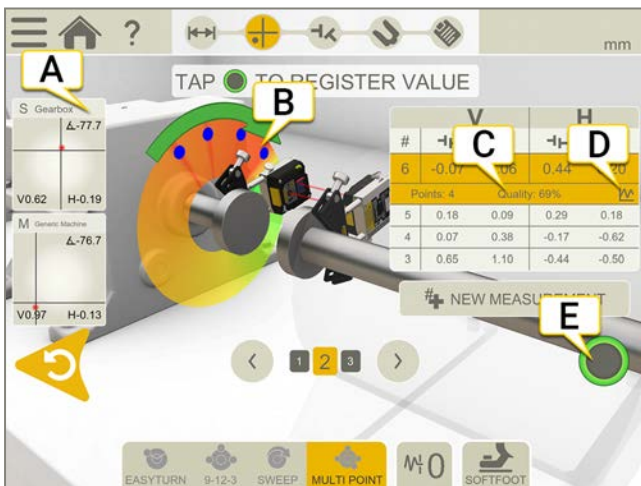 ?
mm
A
TAP TO REGISTER VALUE
S Gearbox
∡-77.7
V0.62 H-0.19
B
V H
C
D
#
6 -0.07 .06 0.44 .20
Points: 4 Quality: 69%
5 0.18 0.09 0.29 0.18
4 0.07 0.38 -0.17 -0.62
3 0.65 1.10 -0.44 -0.50
M Generic Machine
∡-76.7
V0.97 H-0.13
NEW MEASUREMENT
E
1 2 3
0
EASYTURN 9-12-3 SWEEP MULTI POINT SOFTFOOT